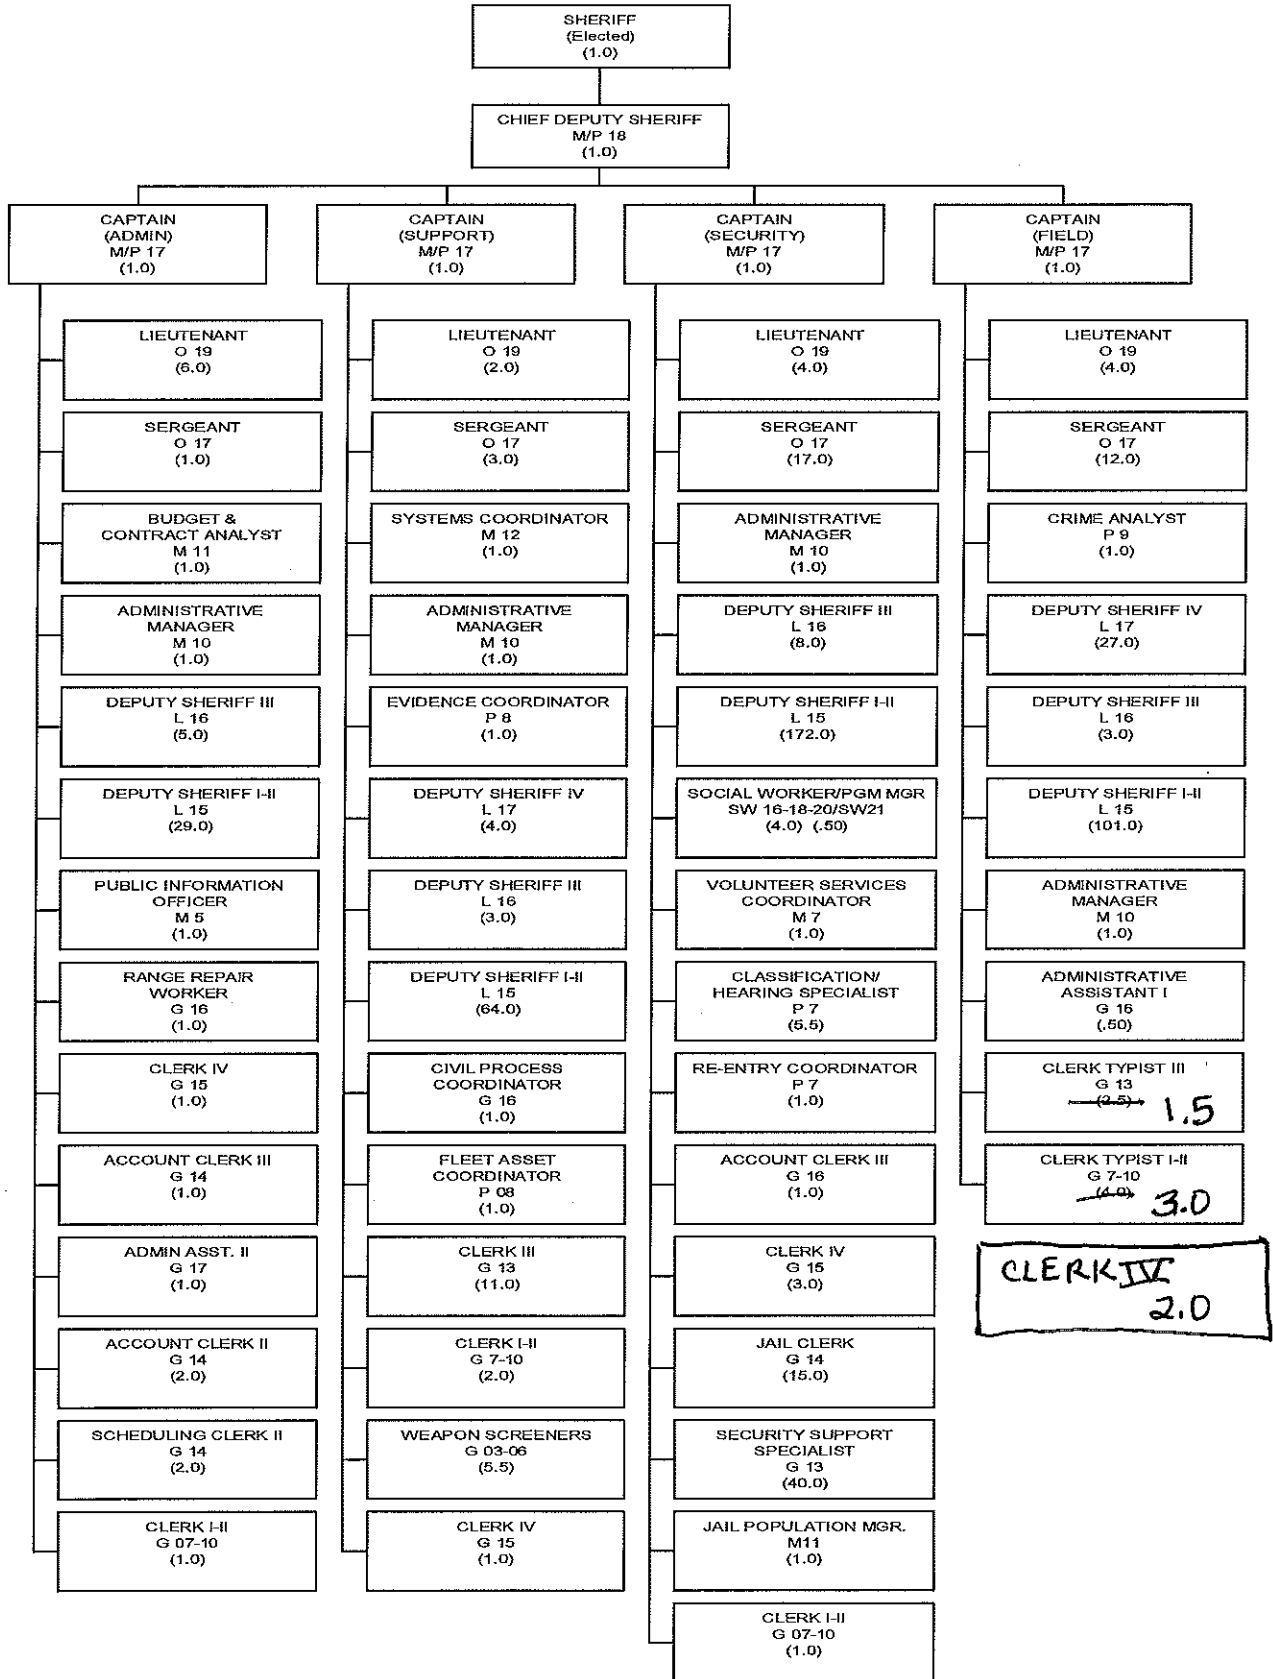 SHERIFF
(Elected)
(1.0)
CHIEF DEPUTY SHERIFF
M/P 18
(1.0)
CAPTAIN
(ADMIN)
M/P 17
(1.0)
LIEUTENANT
O 19
(6.0)
SERGEANT
O 17
(1.0)
BUDGET &
CONTRACT ANALYST
M 11
(1.0)
ADMINISTRATIVE
MANAGER
M 10
(1.0)
DEPUTY SHERIFF III
L 16
(5.0)
DEPUTY SHERIFF I-II
L 15
(29.0)
PUBLIC INFORMATION
OFFICER
M 5
(1.0)
RANGE REPAIR
WORKER
G 16
(1.0)
CLERK IV
G 15
(1.0)
ACCOUNT CLERK III
G 14
(1.0)
ADMIN ASST. II
G 17
(1.0)
ACCOUNT CLERK II
G 14
(2.0)
SCHEDULING CLERK II
G 14
(2.0)
CLERK I-II
G 07-10
(1.0)
CAPTAIN
(SUPPORT)
M/P 17
(1.0)
LIEUTENANT
O 19
(2.0)
SERGEANT
O 17
(3.0)
SYSTEMS COORDINATOR
M 12
(1.0)
ADMINISTRATIVE
MANAGER
M 10
(1.0)
EVIDENCE COORDINATOR
P 8
(1.0)
DEPUTY SHERIFF IV
L 17
(4.0)
DEPUTY SHERIFF III
L 16
(3.0)
DEPUTY SHERIFF I-II
L 15
(64.0)
CIVIL PROCESS
COORDINATOR
G 16
(1.0)
FLEET ASSET
COORDINATOR
P 08
(1.0)
CLERK III
G 13
(11.0)
CLERK I-II
G 7-10
(2.0)
WEAPON SCREENERS
G 03-06
(5.5)
CLERK IV
G 15
(1.0)
CAPTAIN
(SECURITY)
M/P 17
(1.0)
LIEUTENANT
O 19
(4.0)
SERGEANT
O 17
(17.0)
ADMINISTRATIVE
MANAGER
M 10
(1.0)
DEPUTY SHERIFF III
L 16
(8.0)
DEPUTY SHERIFF I-II
L 15
(172.0)
SOCIAL WORKER/PGM MGR
SW 16-18-20/SW21
(4.0) (.50)
VOLUNTEER SERVICES
COORDINATOR
M 7
(1.0)
CLASSIFICATION/
HEARING SPECIALIST
P 7
(5.5)
RE-ENTRY COORDINATOR
P 7
(1.0)
ACCOUNT CLERK III
G 16
(1.0)
CLERK IV
G 15
(3.0)
JAIL CLERK
G 14
(15.0)
SECURITY SUPPORT
SPECIALIST
G 13
(40.0)
JAIL POPULATION MGR.
M11
(1.0)
CLERK I-II
G 07-10
(1.0)
CAPTAIN
(FIELD)
M/P 17
(1.0)
LIEUTENANT
O 19
(4.0)
SERGEANT
O 17
(12.0)
CRIME ANALYST
P 9
(1.0)
DEPUTY SHERIFF IV
L 17
(27.0)
DEPUTY SHERIFF III
L 16
(3.0)
DEPUTY SHERIFF I-II
L 15
(101.0)
ADMINISTRATIVE
MANAGER
M 10
(1.0)
ADMINISTRATIVE
ASSISTANT I
G 16
(.50)
CLERK TYPIST III
G 13
1.5
CLERK TYPIST I-II
G 7-10
(4.0) 3.0
CLERK IV
2.0